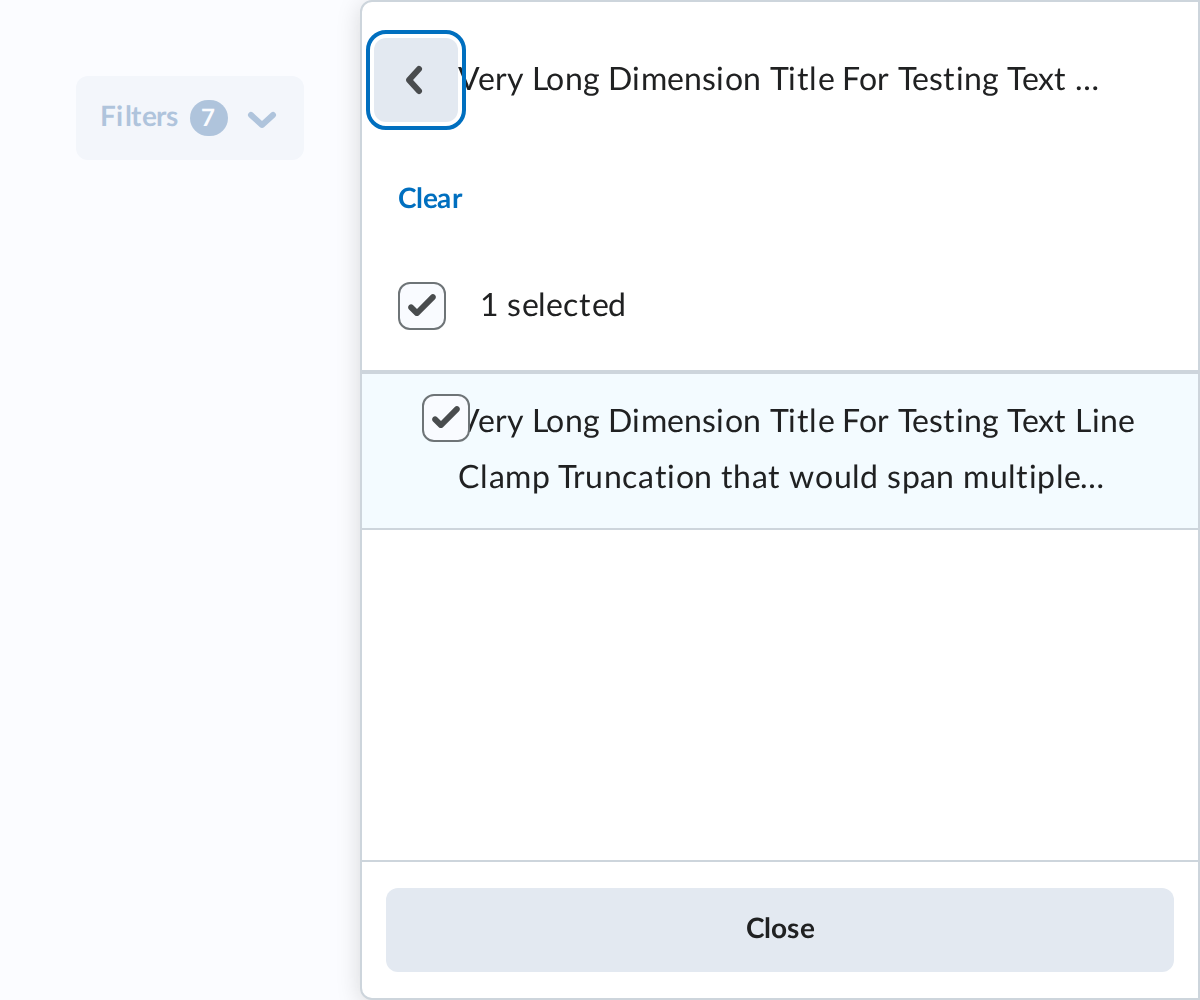 Filters 7
Very Long Dimension Title For Testing Text ...
Clear
1 selected
Very Long Dimension Title For Testing Text Line
Clamp Truncation that would span multiple...
Close